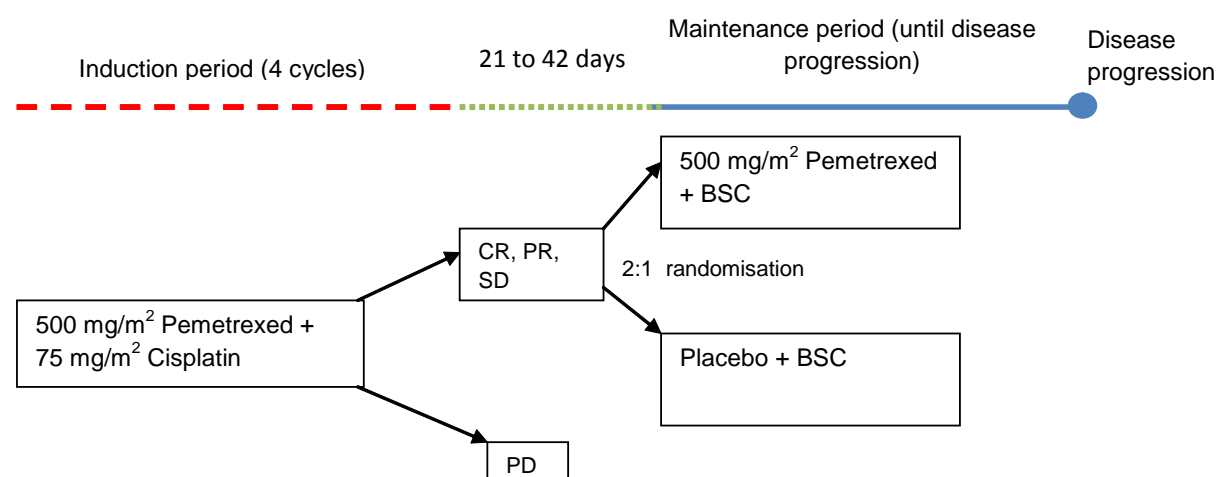 Induction period (4 cycles)
21 to 42 days
Maintenance period (until disease
progression)
Disease
progression
500 mg/m² Pemetrexed
+ BSC
CR, PR,
SD
2:1 randomisation
500 mg/m² Pemetrexed +
75 mg/m² Cisplatin
Placebo + BSC
PD